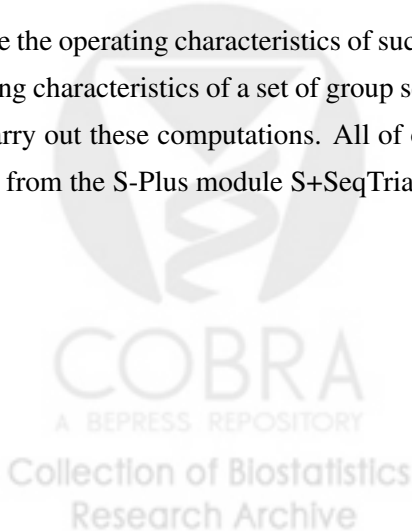 e the operating characteristics of suc
ng characteristics of a set of group s
arry out these computations. All of
from the S-Plus module S+SeqTria
COBRA
A BEPRESS REPOSITORY
Collection of Biostatistics
Research Archive